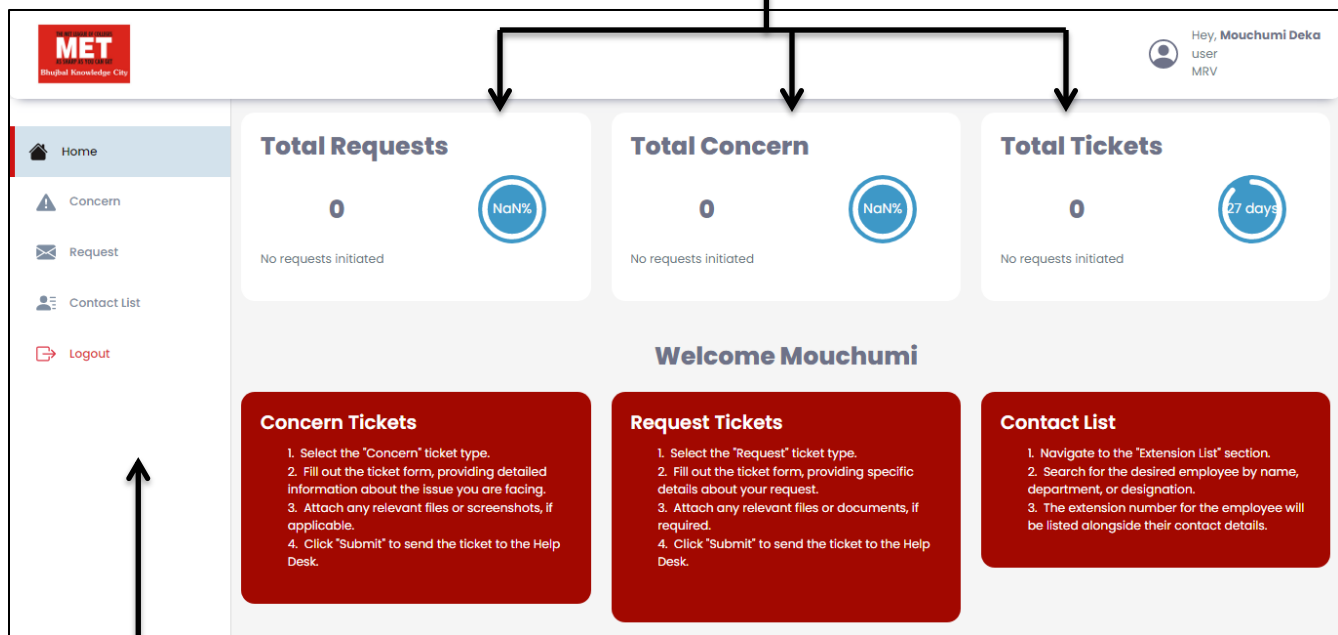 MET
Bhujbal Knowledge City
Hey, Mouchumi Deka
user
MRV
Home
Concern
Request
Contact List
Logout
Total Requests
0
NaN%
No requests initiated
Total Concern
0
NaN%
No requests initiated
Total Tickets
0
27 days
No requests initiated
Welcome Mouchumi
Concern Tickets
1. Select the "Concern" ticket type.
2. Fill out the ticket form, providing detailed
information about the issue you are facing.
3. Attach any relevant files or screenshots, if
applicable.
4. Click "Submit" to send the ticket to the Help
Desk.
Request Tickets
1. Select the "Request" ticket type.
2. Fill out the ticket form, providing specific
details about your request.
3. Attach any relevant files or documents, if
required.
4. Click "Submit" to send the ticket to the Help
Desk.
Contact List
1. Navigate to the "Extension List" section.
2. Search for the desired employee by name,
department, or designation.
3. The extension number for the employee will
be listed alongside their contact details.